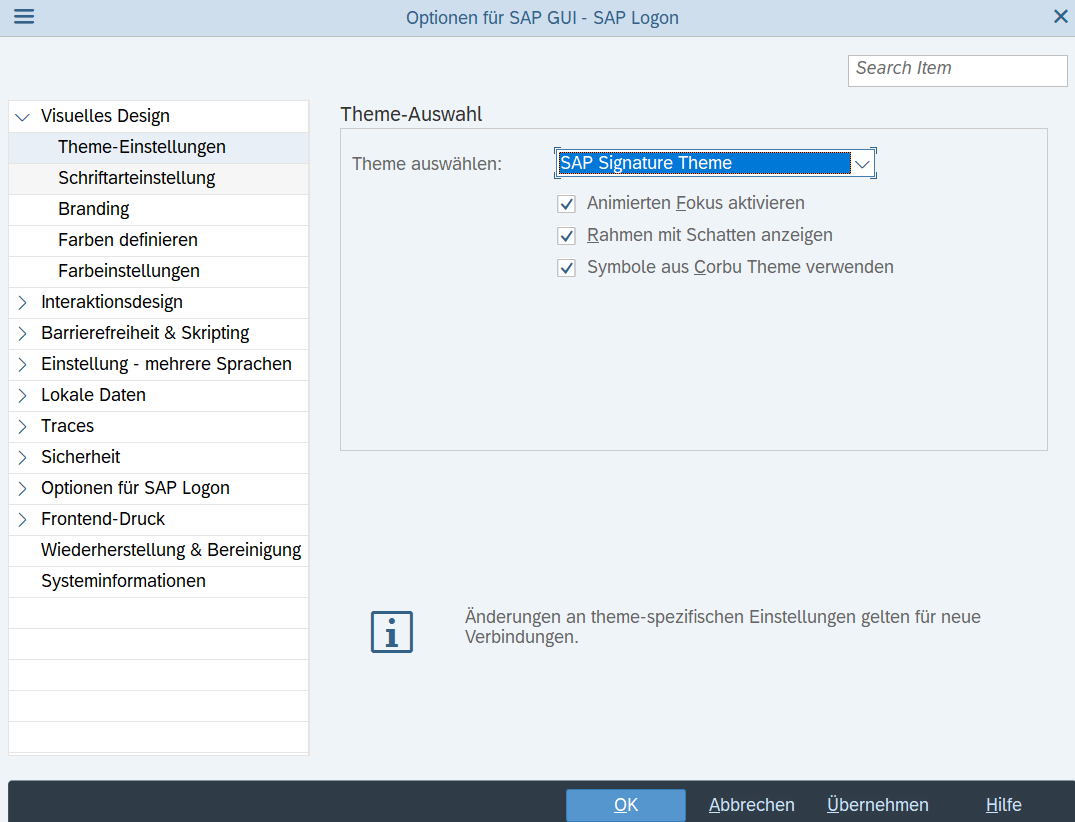 Optionen für SAP GUI - SAP Logon
Search Item
Visuelles Design
Theme-Einstellungen
Schriftarteinstellung
Branding
Farben definieren
Farbeinstellungen
Interaktionsdesign
Barrierefreiheit & Skripting
Einstellung - mehrere Sprachen
Lokale Daten
Traces
Sicherheit
Optionen für SAP Logon
Frontend-Druck
Wiederherstellung & Bereinigung
Systeminformationen
Theme-Auswahl
Theme auswählen: SAP Signature Theme
Animierten Fokus aktivieren
Rahmen mit Schatten anzeigen
Symbole aus Corbu Theme verwenden
Änderungen an theme-spezifischen Einstellungen gelten für neue
Verbindungen.
OK Abbrechen Übernehmen Hilfe